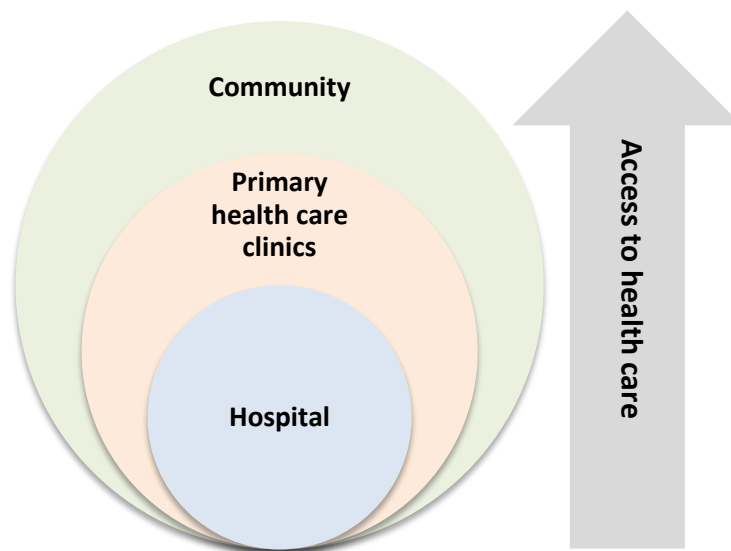 Community
Primary
health care
clinics
Hospital
Access to health care